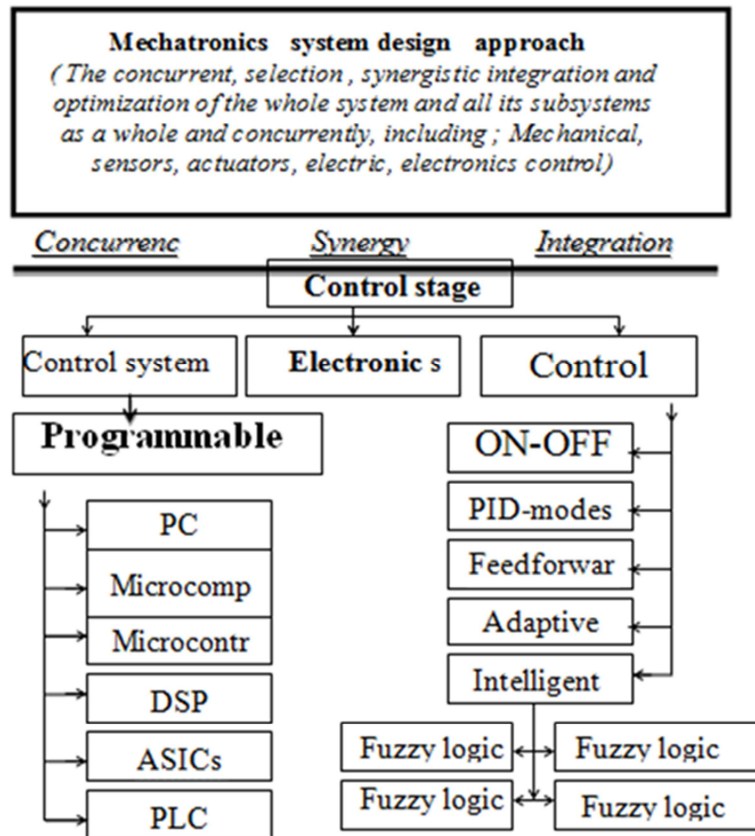 Mechatronics system design approach
( The concurrent, selection , synergistic integration and
optimization of the whole system and all its subsystems
as a whole and concurrently, including ; Mechanical,
sensors, actuators, electric, electronics control)
Concurrenc Synergy Integration
Control stage
Control system Electronic s Control
Programmable
PC
Microcomp
Microcontr
DSP
ASICs
PLC
ON-OFF
PID-modes
Feedforwar
Adaptive
Intelligent
Fuzzy logic Fuzzy logic
Fuzzy logic Fuzzy logic